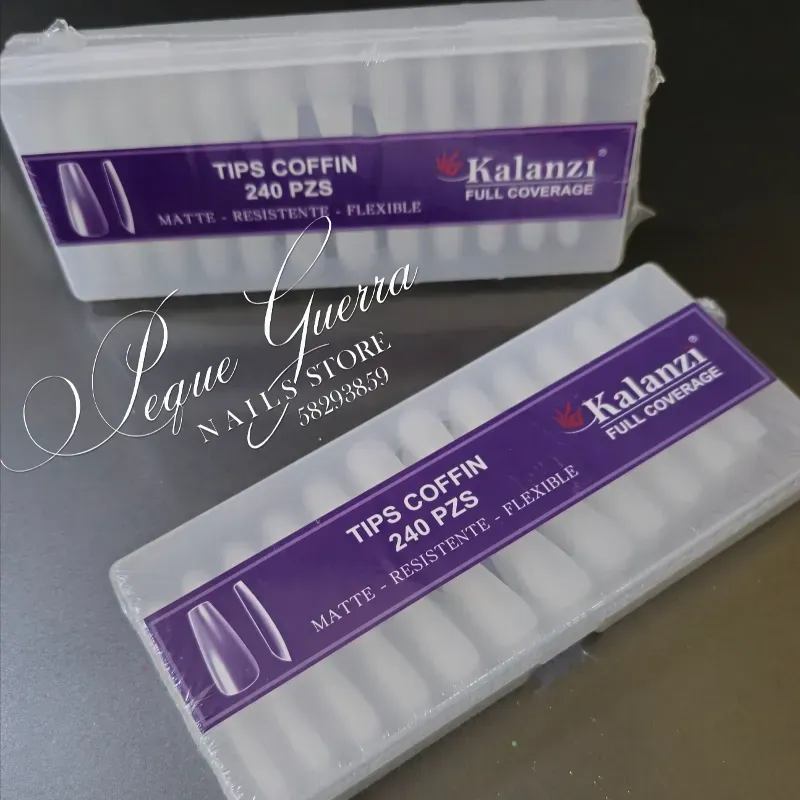 TIPS COFFIN
240 PZS
MATTE - RESISTENTE - FLEXIBLE
Kalanzi®
FULL COVERAGE
Peque Guerra
NAILS STORE
58293859
TIPS COFFIN
240 PZS
MATTE - RESISTENTE - FLEXIBLE
Kalanzi®
FULL COVERAGE